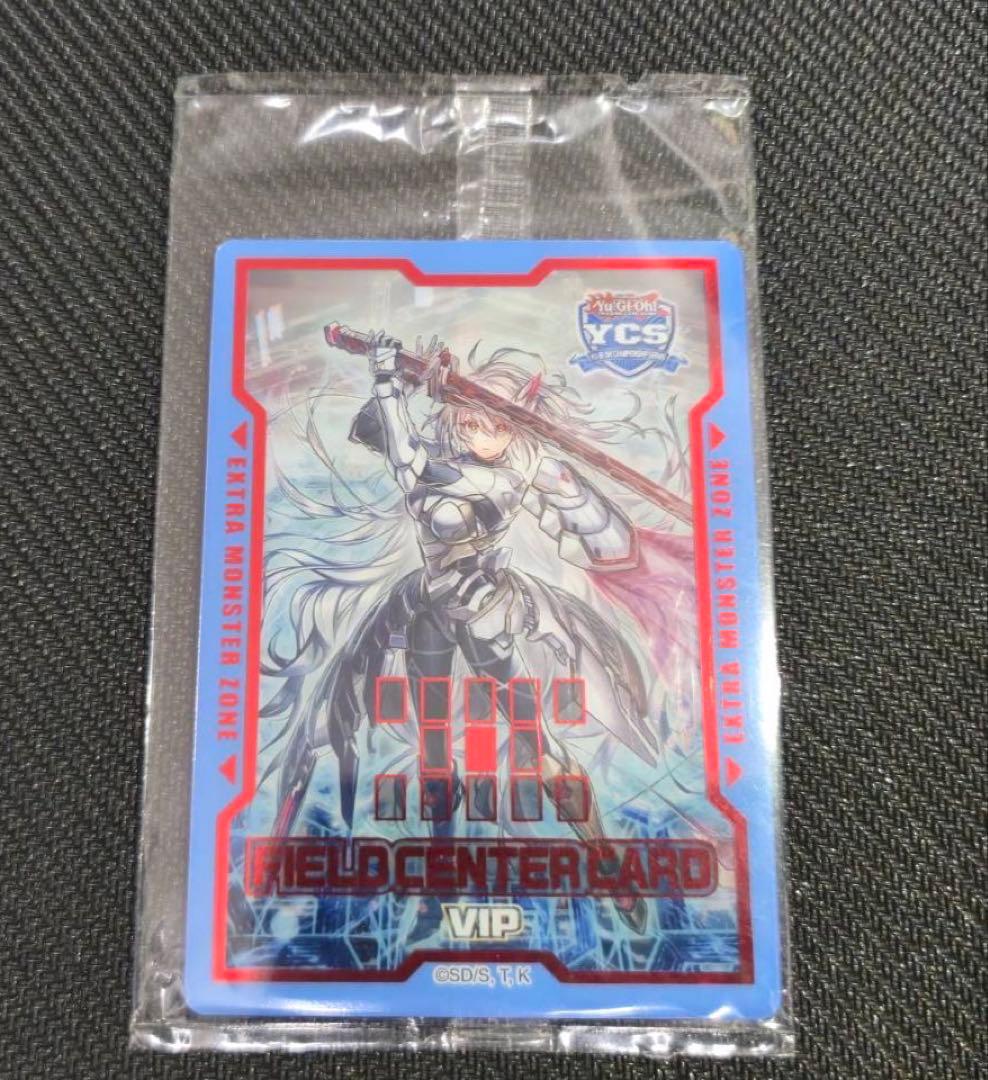 Yu-Gi-Oh!
YCS
EXTRA MONSTER ZONE
EXTRA MONSTER ZONE
FIELD CENTER CARD
VIP
©SD/S, T, K